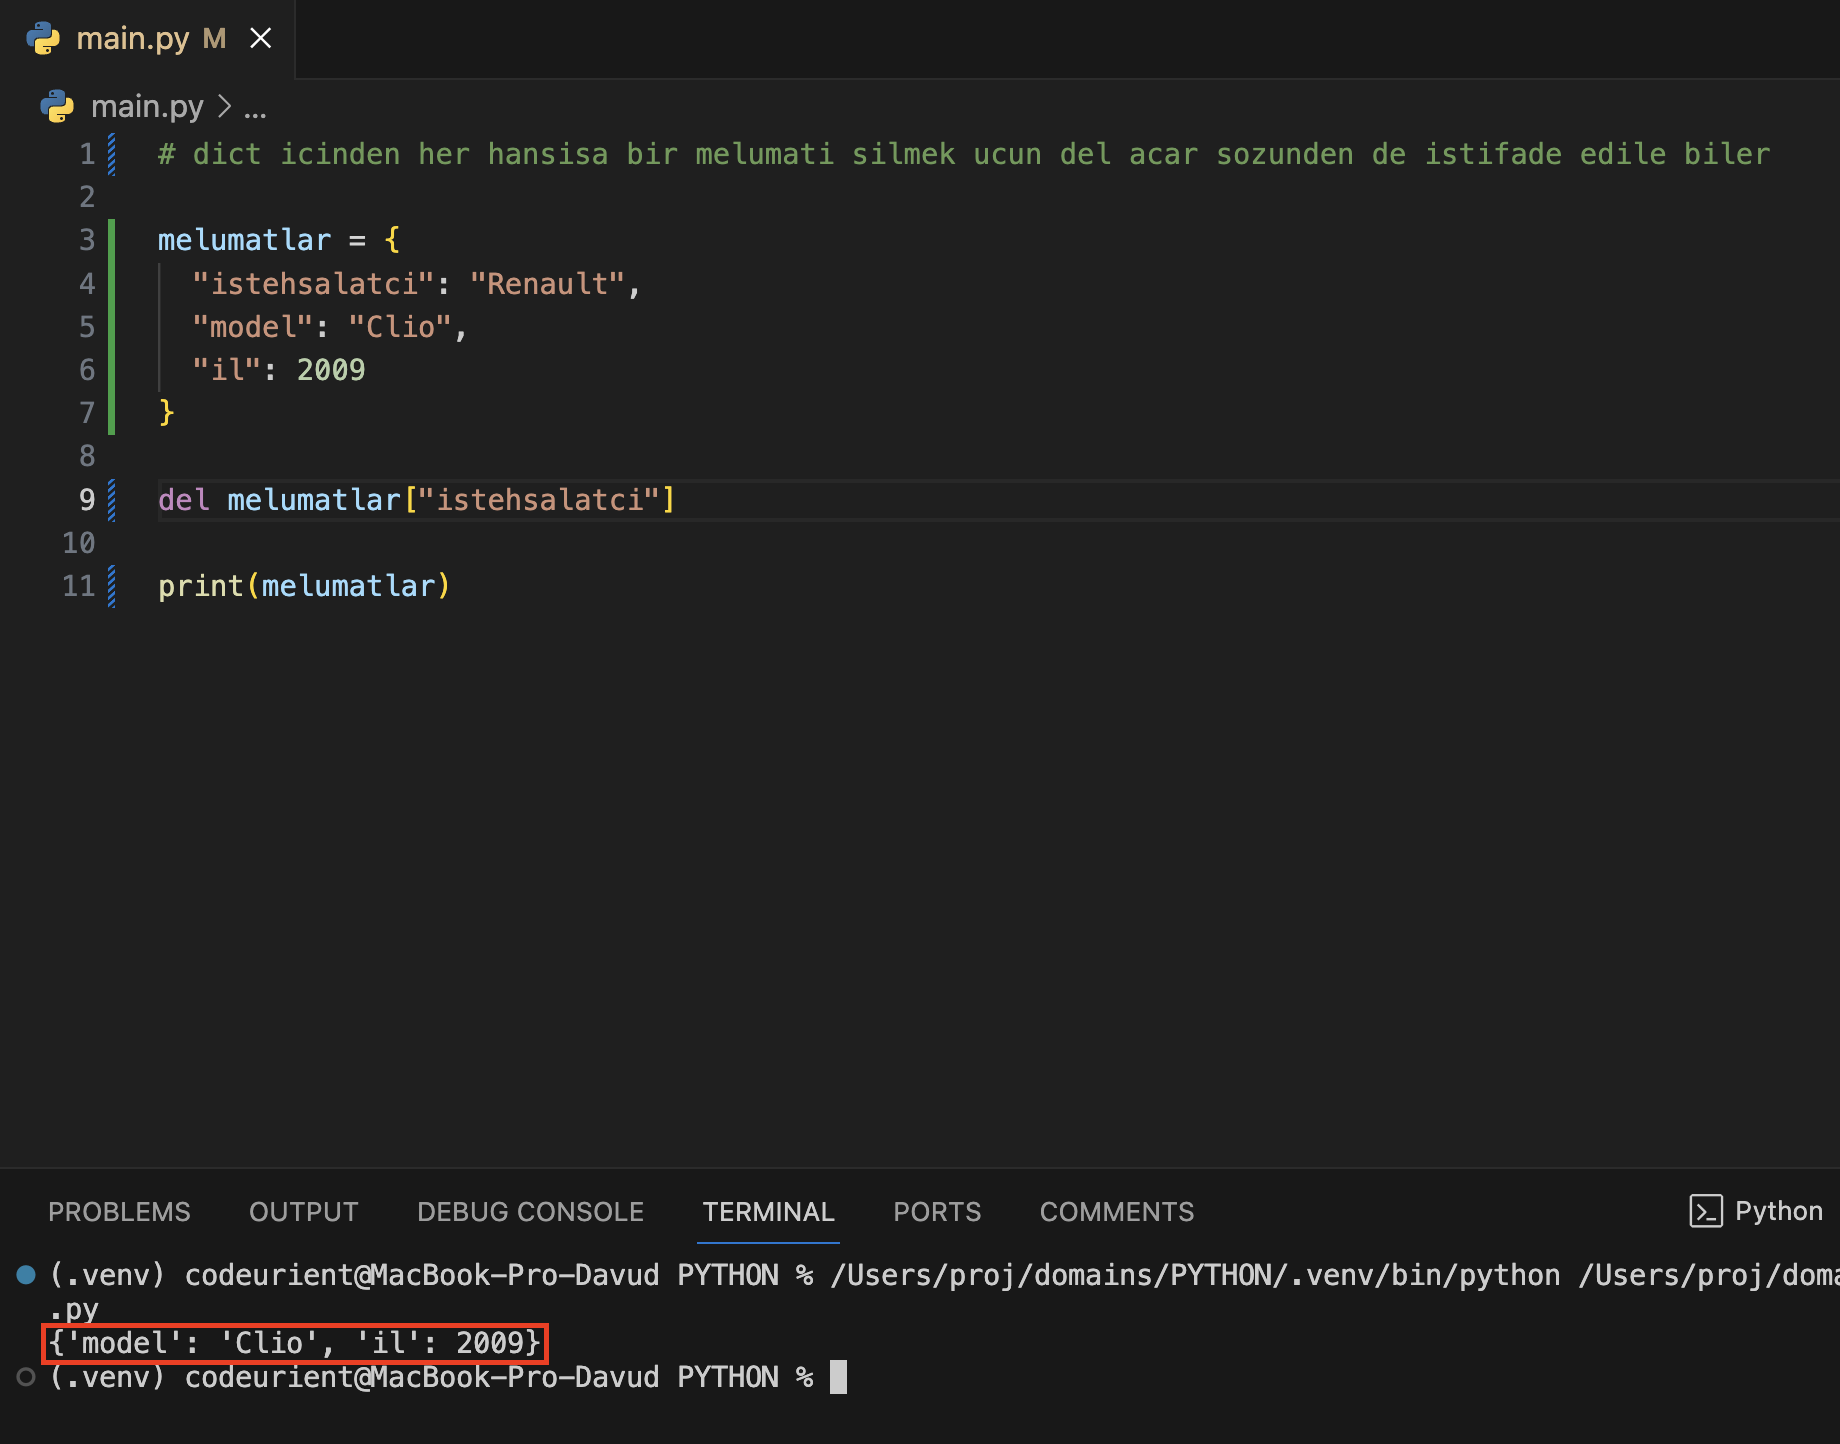 main.py M
main.py > ...
1 # dict icinden her hansisa bir melumati silmek ucun del acar sozunden de istifade edile biler
2
3 melumatlar = {
4 "istehsalatci": "Renault",
5 "model": "Clio",
6 "il": 2009
7 }
8
9 del melumatlar["istehsalatci"]
10
11 print(melumatlar)
PROBLEMS OUTPUT DEBUG CONSOLE TERMINAL PORTS COMMENTS Python
(.venv) codeurient@MacBook-Pro-Davud PYTHON % /Users/proj/domains/PYTHON/.venv/bin/python /Users/proj/doma
.py
{'model': 'Clio', 'il': 2009}
(.venv) codeurient@MacBook-Pro-Davud PYTHON %